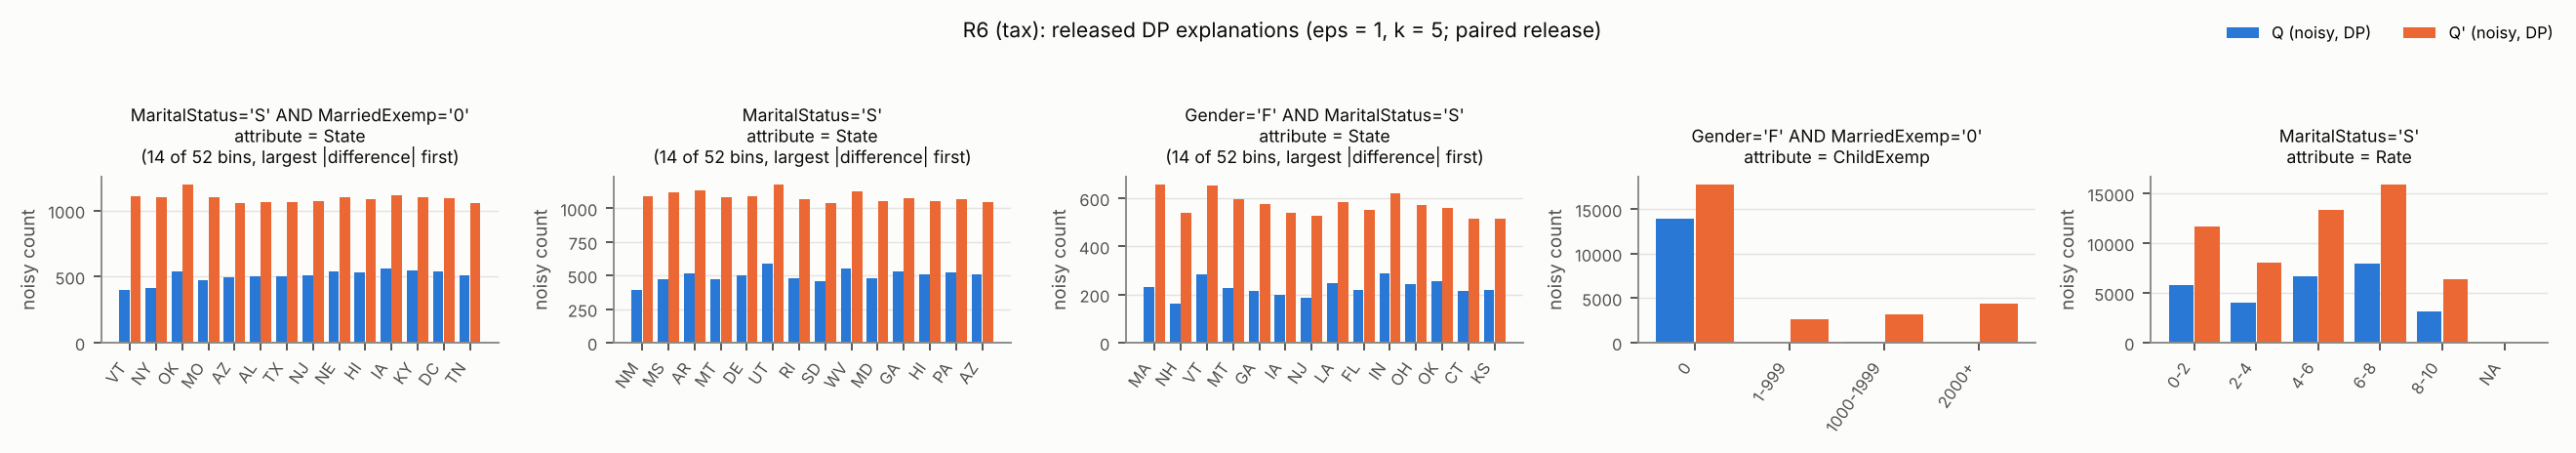 R6 (tax): released DP explanations (eps = 1, k = 5; paired release)
Q (noisy, DP)
Q' (noisy, DP)
MaritalStatus='S' AND MarriedExemp='0'
attribute = State
(14 of 52 bins, largest |difference| first)
noisy count
1000
500
0
VT
NY
OK
MO
AZ
AL
TX
NJ
NE
HI
IA
KY
DC
TN
MaritalStatus='S'
attribute = State
(14 of 52 bins, largest |difference| first)
noisy count
1000
750
500
250
0
NM
MS
AR
MT
DE
UT
RI
SD
WV
MD
GA
HI
PA
AZ
Gender='F' AND MaritalStatus='S'
attribute = State
(14 of 52 bins, largest |difference| first)
noisy count
600
400
200
0
MA
NH
VT
MT
GA
IA
NJ
LA
FL
IN
OH
OK
CT
KS
Gender='F' AND MarriedExemp='0'
attribute = ChildExemp
noisy count
15000
10000
5000
0
0
1-999
1000-1999
2000+
MaritalStatus='S'
attribute = Rate
noisy count
15000
10000
5000
0
0-2
2-4
4-6
6-8
8-10
NA